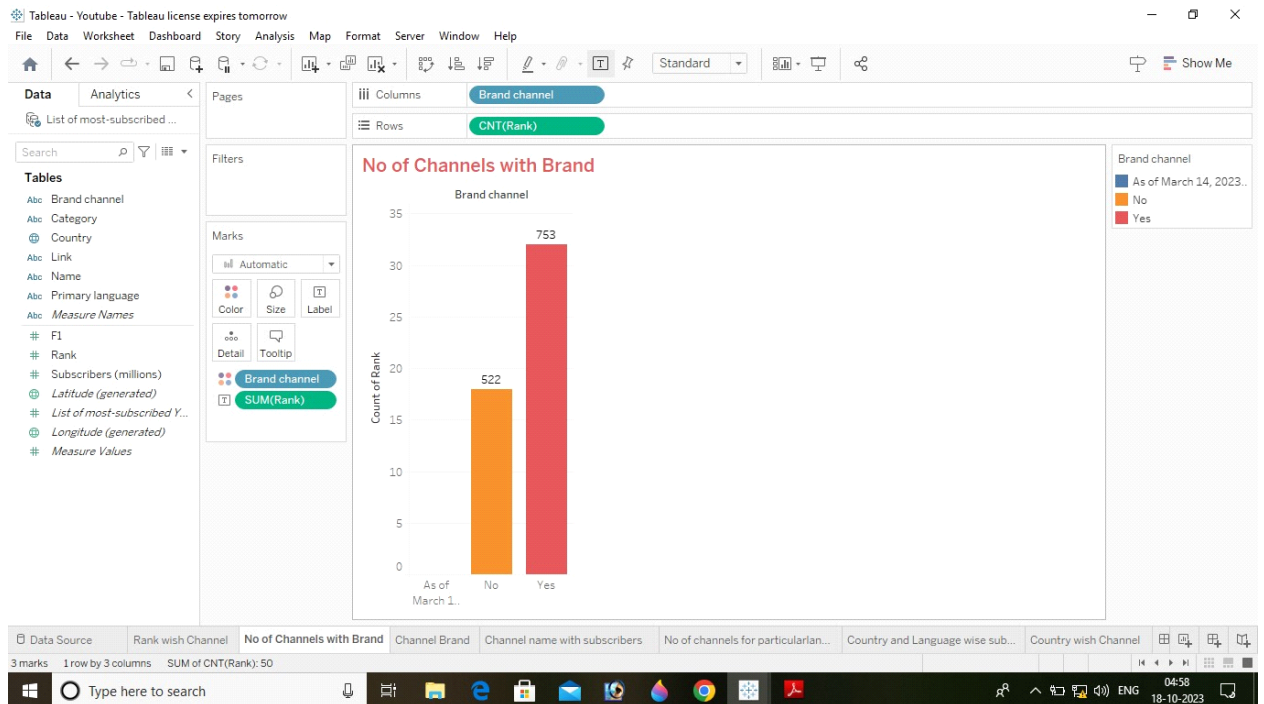 Tableau - Youtube - Tableau license expires tomorrow
File Data Worksheet Dashboard Story Analysis Map Format Server Window Help
Standard
Show Me
Data Analytics
List of most-subscribed ...
Search
Tables
Abc Brand channel
Abc Category
Country
Abc Link
Abc Name
Abc Primary language
Abc Measure Names
# F1
# Rank
# Subscribers (millions)
Latitude (generated)
# List of most-subscribed Y...
Longitude (generated)
# Measure Values
Pages
Filters
Marks
Automatic
Color Size Label
Detail Tooltip
Brand channel
SUM(Rank)
Columns Brand channel
Rows CNT(Rank)
No of Channels with Brand
Brand channel
Count of Rank
35
30
25
20
15
10
5
0
522
753
As of
March 1..
No
Yes
Brand channel
As of March 14, 2023..
No
Yes
Data Source Rank wish Channel No of Channels with Brand Channel Brand Channel name with subscribers No of channels for particularlan... Country and Language wise sub... Country wish Channel
3 marks 1 row by 3 columns SUM of CNT(Rank): 50
Type here to search
ENG
04:58
18-10-2023